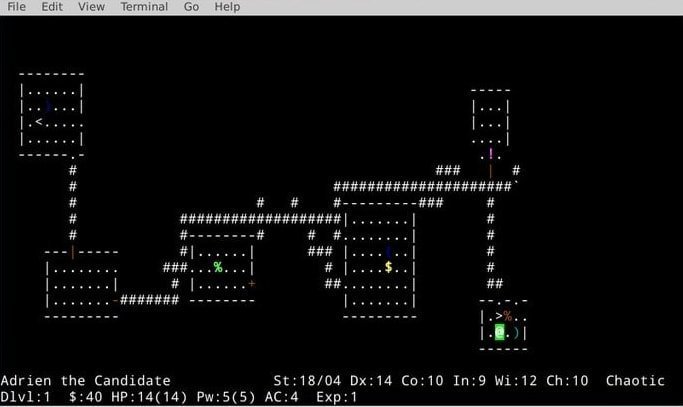 File Edit View Terminal Go Help
Adrien the Candidate St:18/04 Dx:14 Co:10 In:9 Wi:12 Ch:10 Chaotic
Dlvl:1 $:40 HP:14(14) Pw:5(5) AC:4 Exp:1